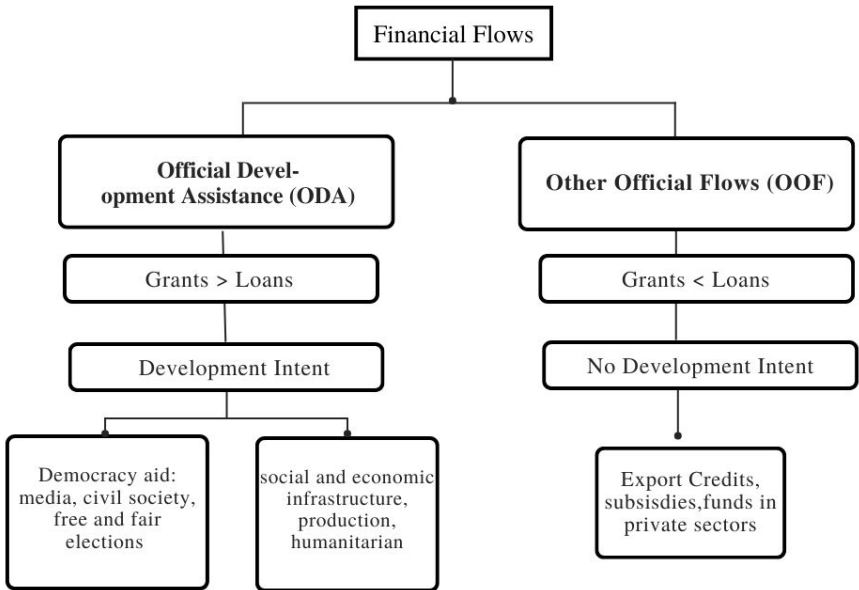 Financial Flows
Official Devel-
opment Assistance (ODA)
Other Official Flows (OOF)
Grants > Loans
Grants < Loans
Development Intent
No Development Intent
Democracy aid:
media, civil society,
free and fair
elections
social and economic
infrastructure,
production,
humanitarian
Export Credits,
subsisdies,funds in
private sectors